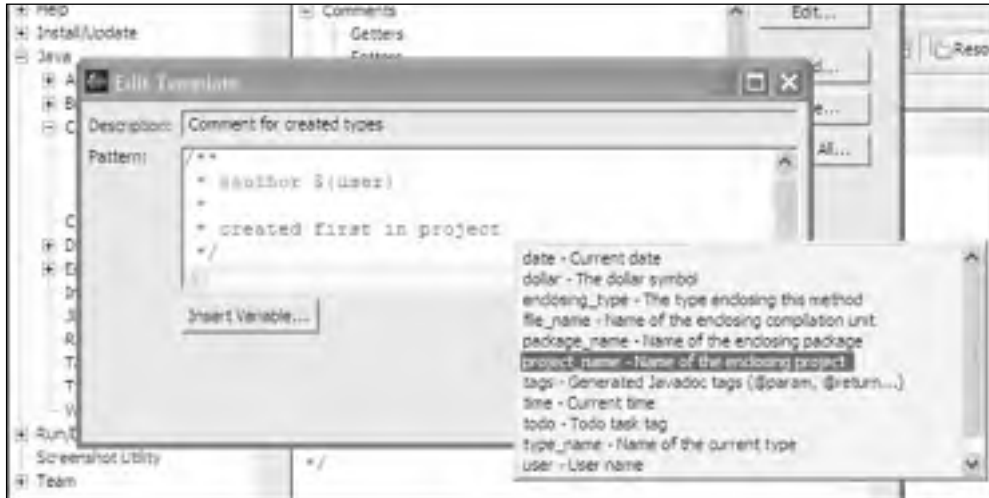 Help
Install/Update
Java
A
B
C
C
D
E
In
J
R
T
T
W
Run/D
Screenshot Utility
Team
Comments
Getters
Edit...
e...
All...
Reso
Edit Template
Description:
Comment for created types
Pattern:
/**
* @author ${user}
*
* created first in project
*/
Insert Variable...
date - Current date
dollar - The dollar symbol
enclosing_type - The type enclosing this method
file_name - Name of the enclosing compilation unit
package_name - Name of the enclosing package
project_name - Name of the enclosing project
tags - Generated Javadoc tags (@param, @return...)
time - Current time
todo - Todo task tag
type_name - Name of the current type
user - User name
*/